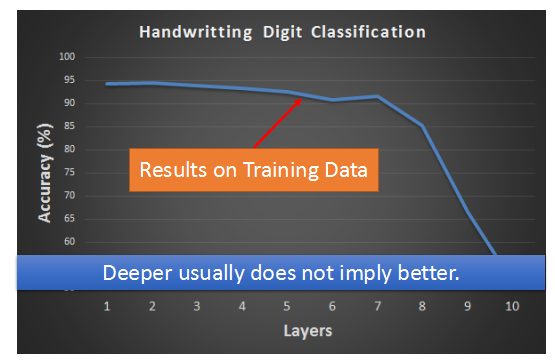 Handwritting Digit Classification
100
95
90
85
80
75
70
65
60
Accuracy (%)
Results on Training Data
Deeper usually does not imply better.
1 2 3 4 5 6 7 8 9 10
Layers